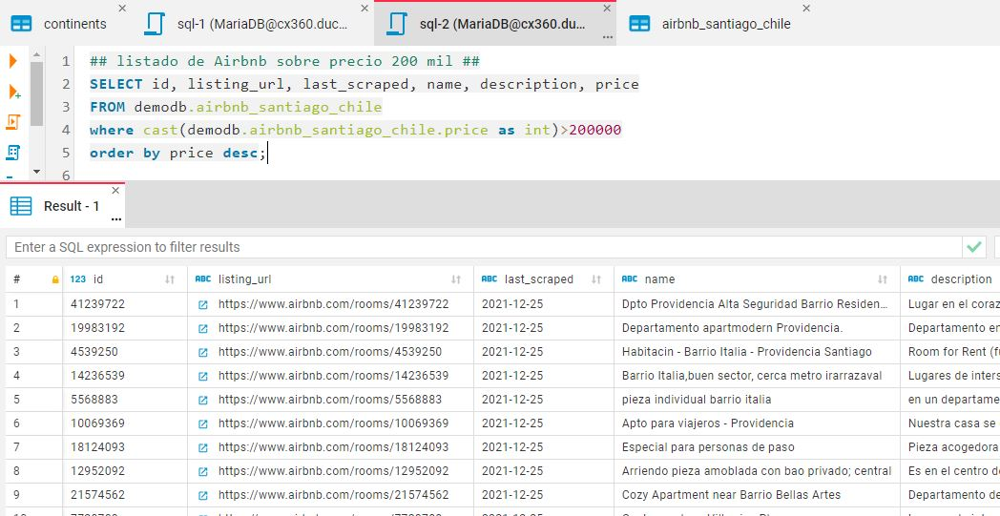 continents sql-1 (MariaDB@cx360.duc... sql-2 (MariaDB@cx360.du... airbnb_santiago_chile
1 ## listado de Airbnb sobre precio 200 mil ##
2 SELECT id, listing_url, last_scraped, name, description, price
3 FROM demodb.airbnb_santiago_chile
4 where cast(demodb.airbnb_santiago_chile.price as int)>200000
5 order by price desc;
6
Result - 1
Enter a SQL expression to filter results
# 123 id ABC listing_url ABC last_scraped ABC name ABC description
1 41239722 https://www.airbnb.com/rooms/41239722 2021-12-25 Dpto Providencia Alta Seguridad Barrio Residen... Lugar en el coraz
2 19983192 https://www.airbnb.com/rooms/19983192 2021-12-25 Departamento apartmodern Providencia. Departamento en
3 4539250 https://www.airbnb.com/rooms/4539250 2021-12-25 Habitacin - Barrio Italia - Providencia Santiago Room for Rent (fu
4 14236539 https://www.airbnb.com/rooms/14236539 2021-12-25 Barrio Italia,buen sector, cerca metro irarrazaval Lugares de inters
5 5568883 https://www.airbnb.com/rooms/5568883 2021-12-25 pieza individual barrio italia en un departame
6 10069369 https://www.airbnb.com/rooms/10069369 2021-12-25 Apto para viajeros - Providencia Nuestra casa se
7 18124093 https://www.airbnb.com/rooms/18124093 2021-12-25 Especial para personas de paso Pieza acogedora
8 12952092 https://www.airbnb.com/rooms/12952092 2021-12-25 Arriendo pieza amoblada con bao privado; central Es en el centro de
9 21574562 https://www.airbnb.com/rooms/21574562 2021-12-25 Cozy Apartment near Barrio Bellas Artes Departamento de